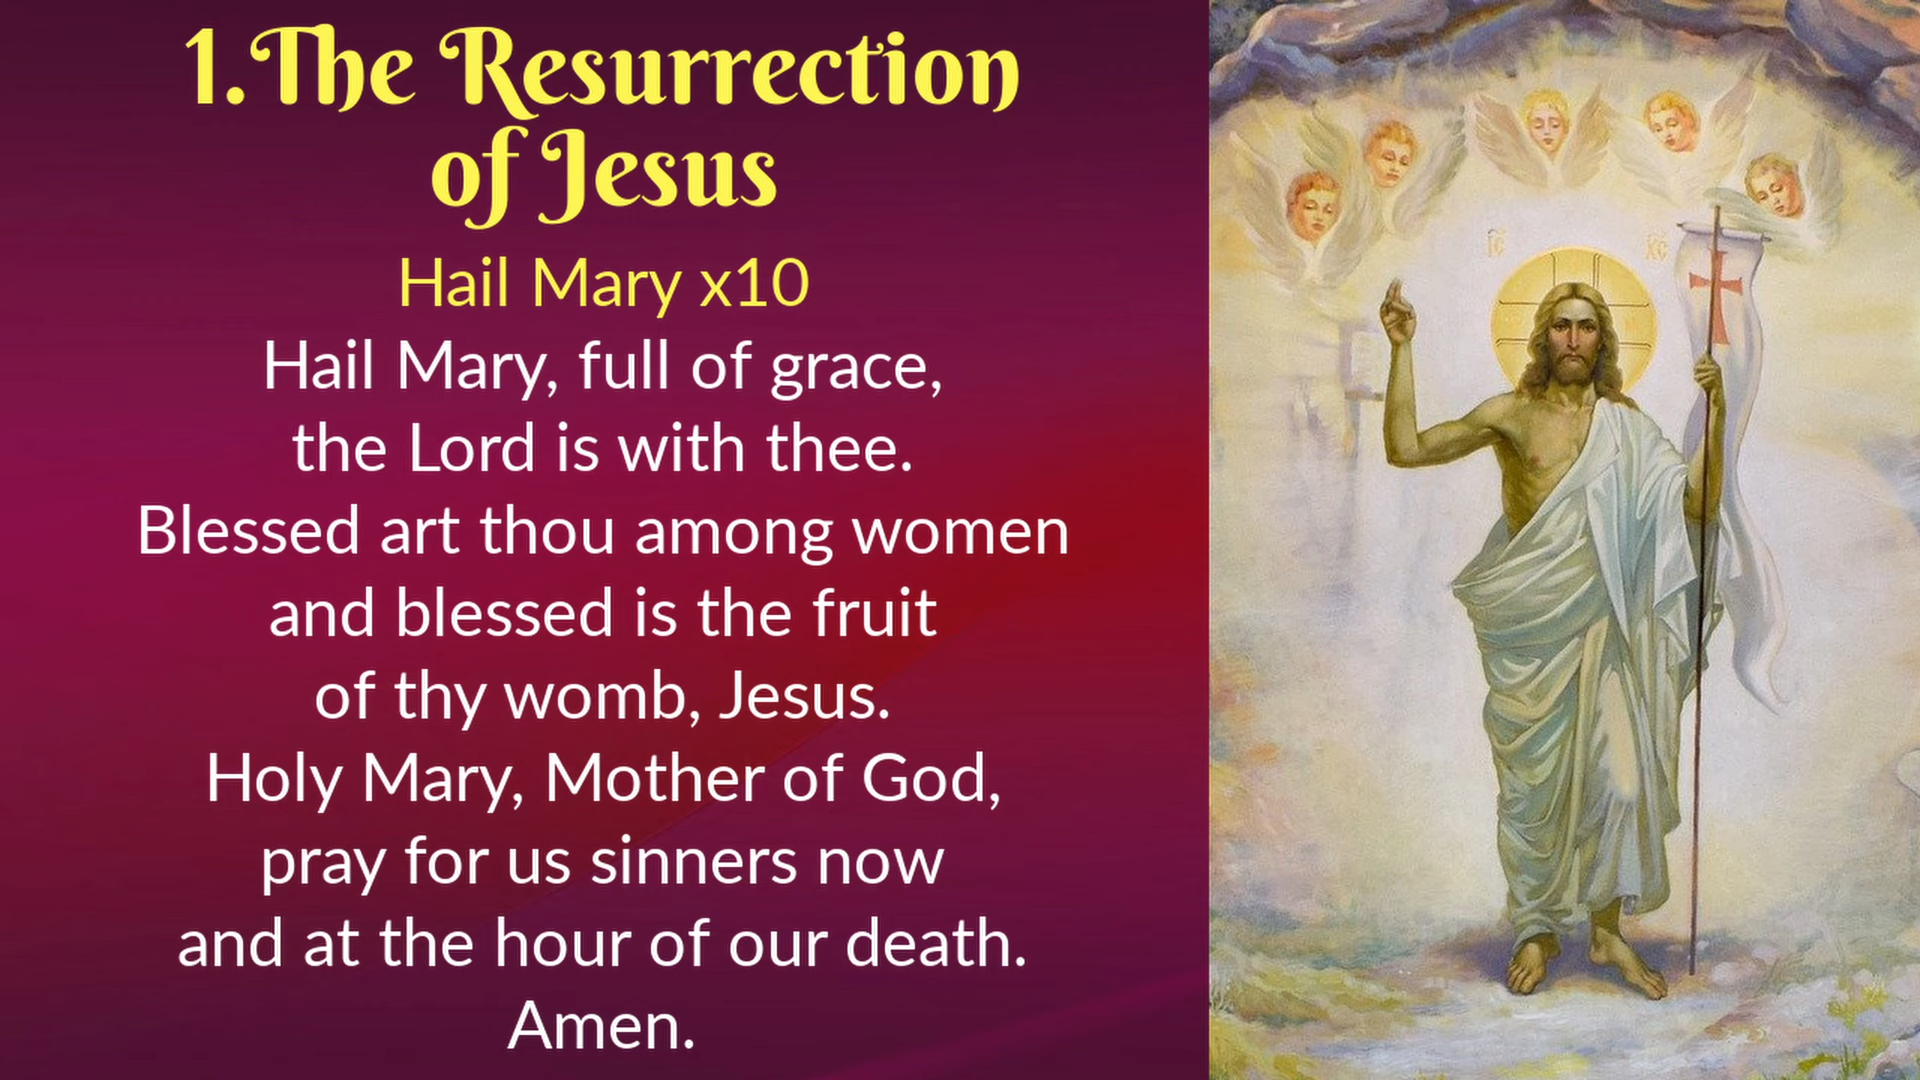 1.The Resurrection
of Jesus
Hail Mary x10
Hail Mary, full of grace,
the Lord is with thee.
Blessed art thou among women
and blessed is the fruit
of thy womb, Jesus.
Holy Mary, Mother of God,
pray for us sinners now
and at the hour of our death.
Amen.
IC XC